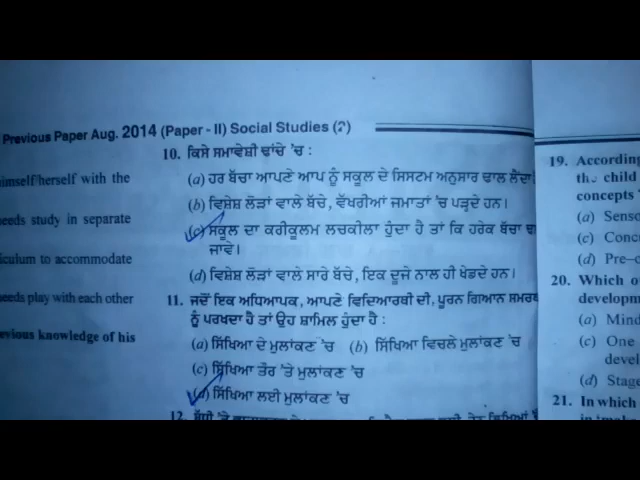 Previous Paper Aug. 2014 (Paper - II) Social Studies (2)
himself/herself with the
needs study in separate
iculum to accommodate
needs play with each other
evious knowledge of his
10. ਕਿਸੇ ਸਮਾਵੇਸ਼ੀ ਢਾਂਚੇ 'ਚ :
(a) ਹਰ ਬੱਚਾ ਆਪਣੇ ਆਪ ਨੂੰ ਸਕੂਲ ਦੇ ਸਿਸਟਮ ਅਨੁਸਾਰ ਢਾਲ ਲੈਂਦਾ
(b) ਵਿਸ਼ੇਸ਼ ਲੋੜਾਂ ਵਾਲੇ ਬੱਚੇ, ਵੱਖਰੀਆਂ ਜਮਾਤਾਂ 'ਚ ਪੜ੍ਹਦੇ ਹਨ।
(c) ਸਕੂਲ ਦਾ ਕਰੀਕੂਲਮ ਲਚਕੀਲਾ ਹੁੰਦਾ ਹੈ ਤਾਂ ਕਿ ਹਰੇਕ ਬੱਚਾ
ਜਾਵੇ।
(d) ਵਿਸ਼ੇਸ਼ ਲੋੜਾਂ ਵਾਲੇ ਸਾਰੇ ਬੱਚੇ, ਇਕ ਦੂਜੇ ਨਾਲ ਹੀ ਖੇਡਦੇ ਹਨ।
11. ਜਦੋਂ ਇਕ ਅਧਿਆਪਕ, ਆਪਣੇ ਵਿਦਿਆਰਥੀ ਦੀ, ਪੂਰਨ ਗਿਆਨ ਸਮਰਥ
ਨੂੰ ਪਰਖਦਾ ਹੈ ਤਾਂ ਉਹ ਸ਼ਾਮਿਲ ਹੁੰਦਾ ਹੈ :
(a) ਸਿੱਖਿਆ ਦੇ ਮੁਲਾਂਕਣ 'ਚ (b) ਸਿੱਖਿਆ ਵਿਚਲੇ ਮੁਲਾਂਕਣ 'ਚ
(c) ਸਿੱਖਿਆ ਤੌਰ 'ਤੇ ਮੁਲਾਂਕਣ 'ਚ
(d) ਸਿੱਖਿਆ ਲਈ ਮੁਲਾਂਕਣ 'ਚ
12.
19. According
the child
concepts
(a) Senso
(c) Conc
(d) Pre-c
20. Which o
developm
(a) Mind
(c) One
devel
(d) Stage
21. In which